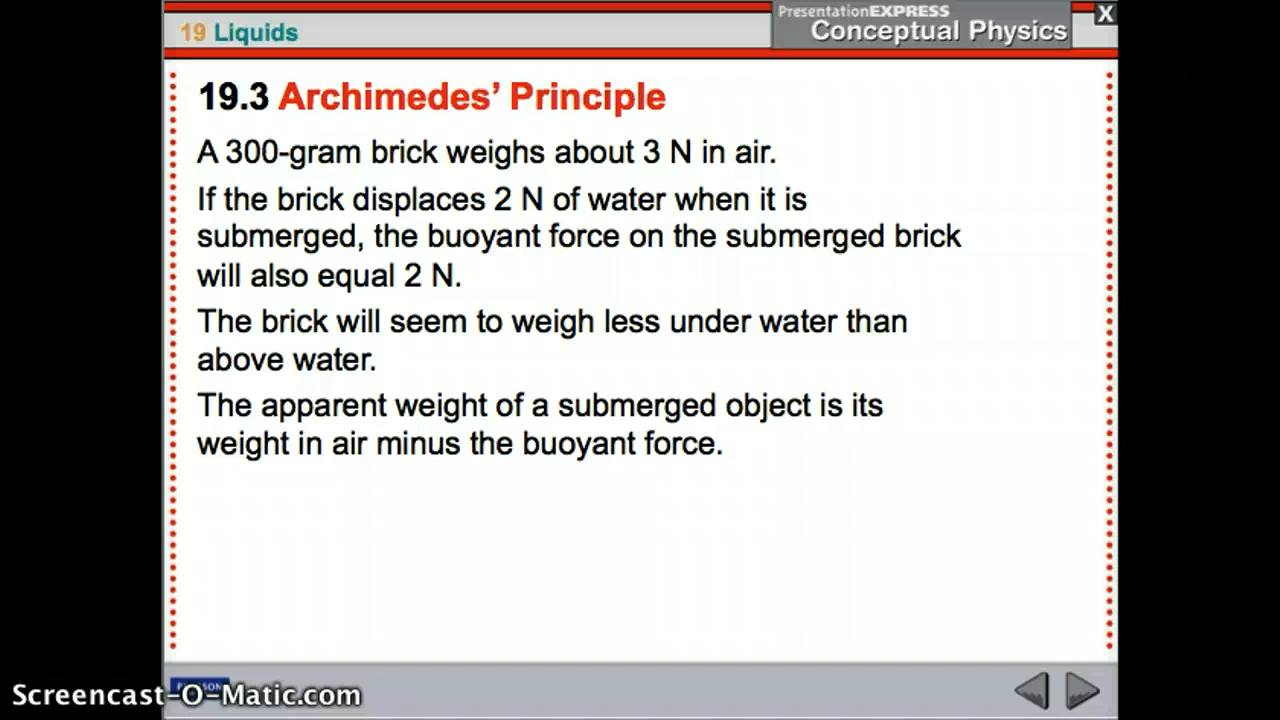 PresentationEXPRESS
X
19 Liquids
Conceptual Physics
19.3 Archimedes’ Principle
A 300-gram brick weighs about 3 N in air.
If the brick displaces 2 N of water when it is
submerged, the buoyant force on the submerged brick
will also equal 2 N.
The brick will seem to weigh less under water than
above water.
The apparent weight of a submerged object is its
weight in air minus the buoyant force.
Screencast-O-Matic.com